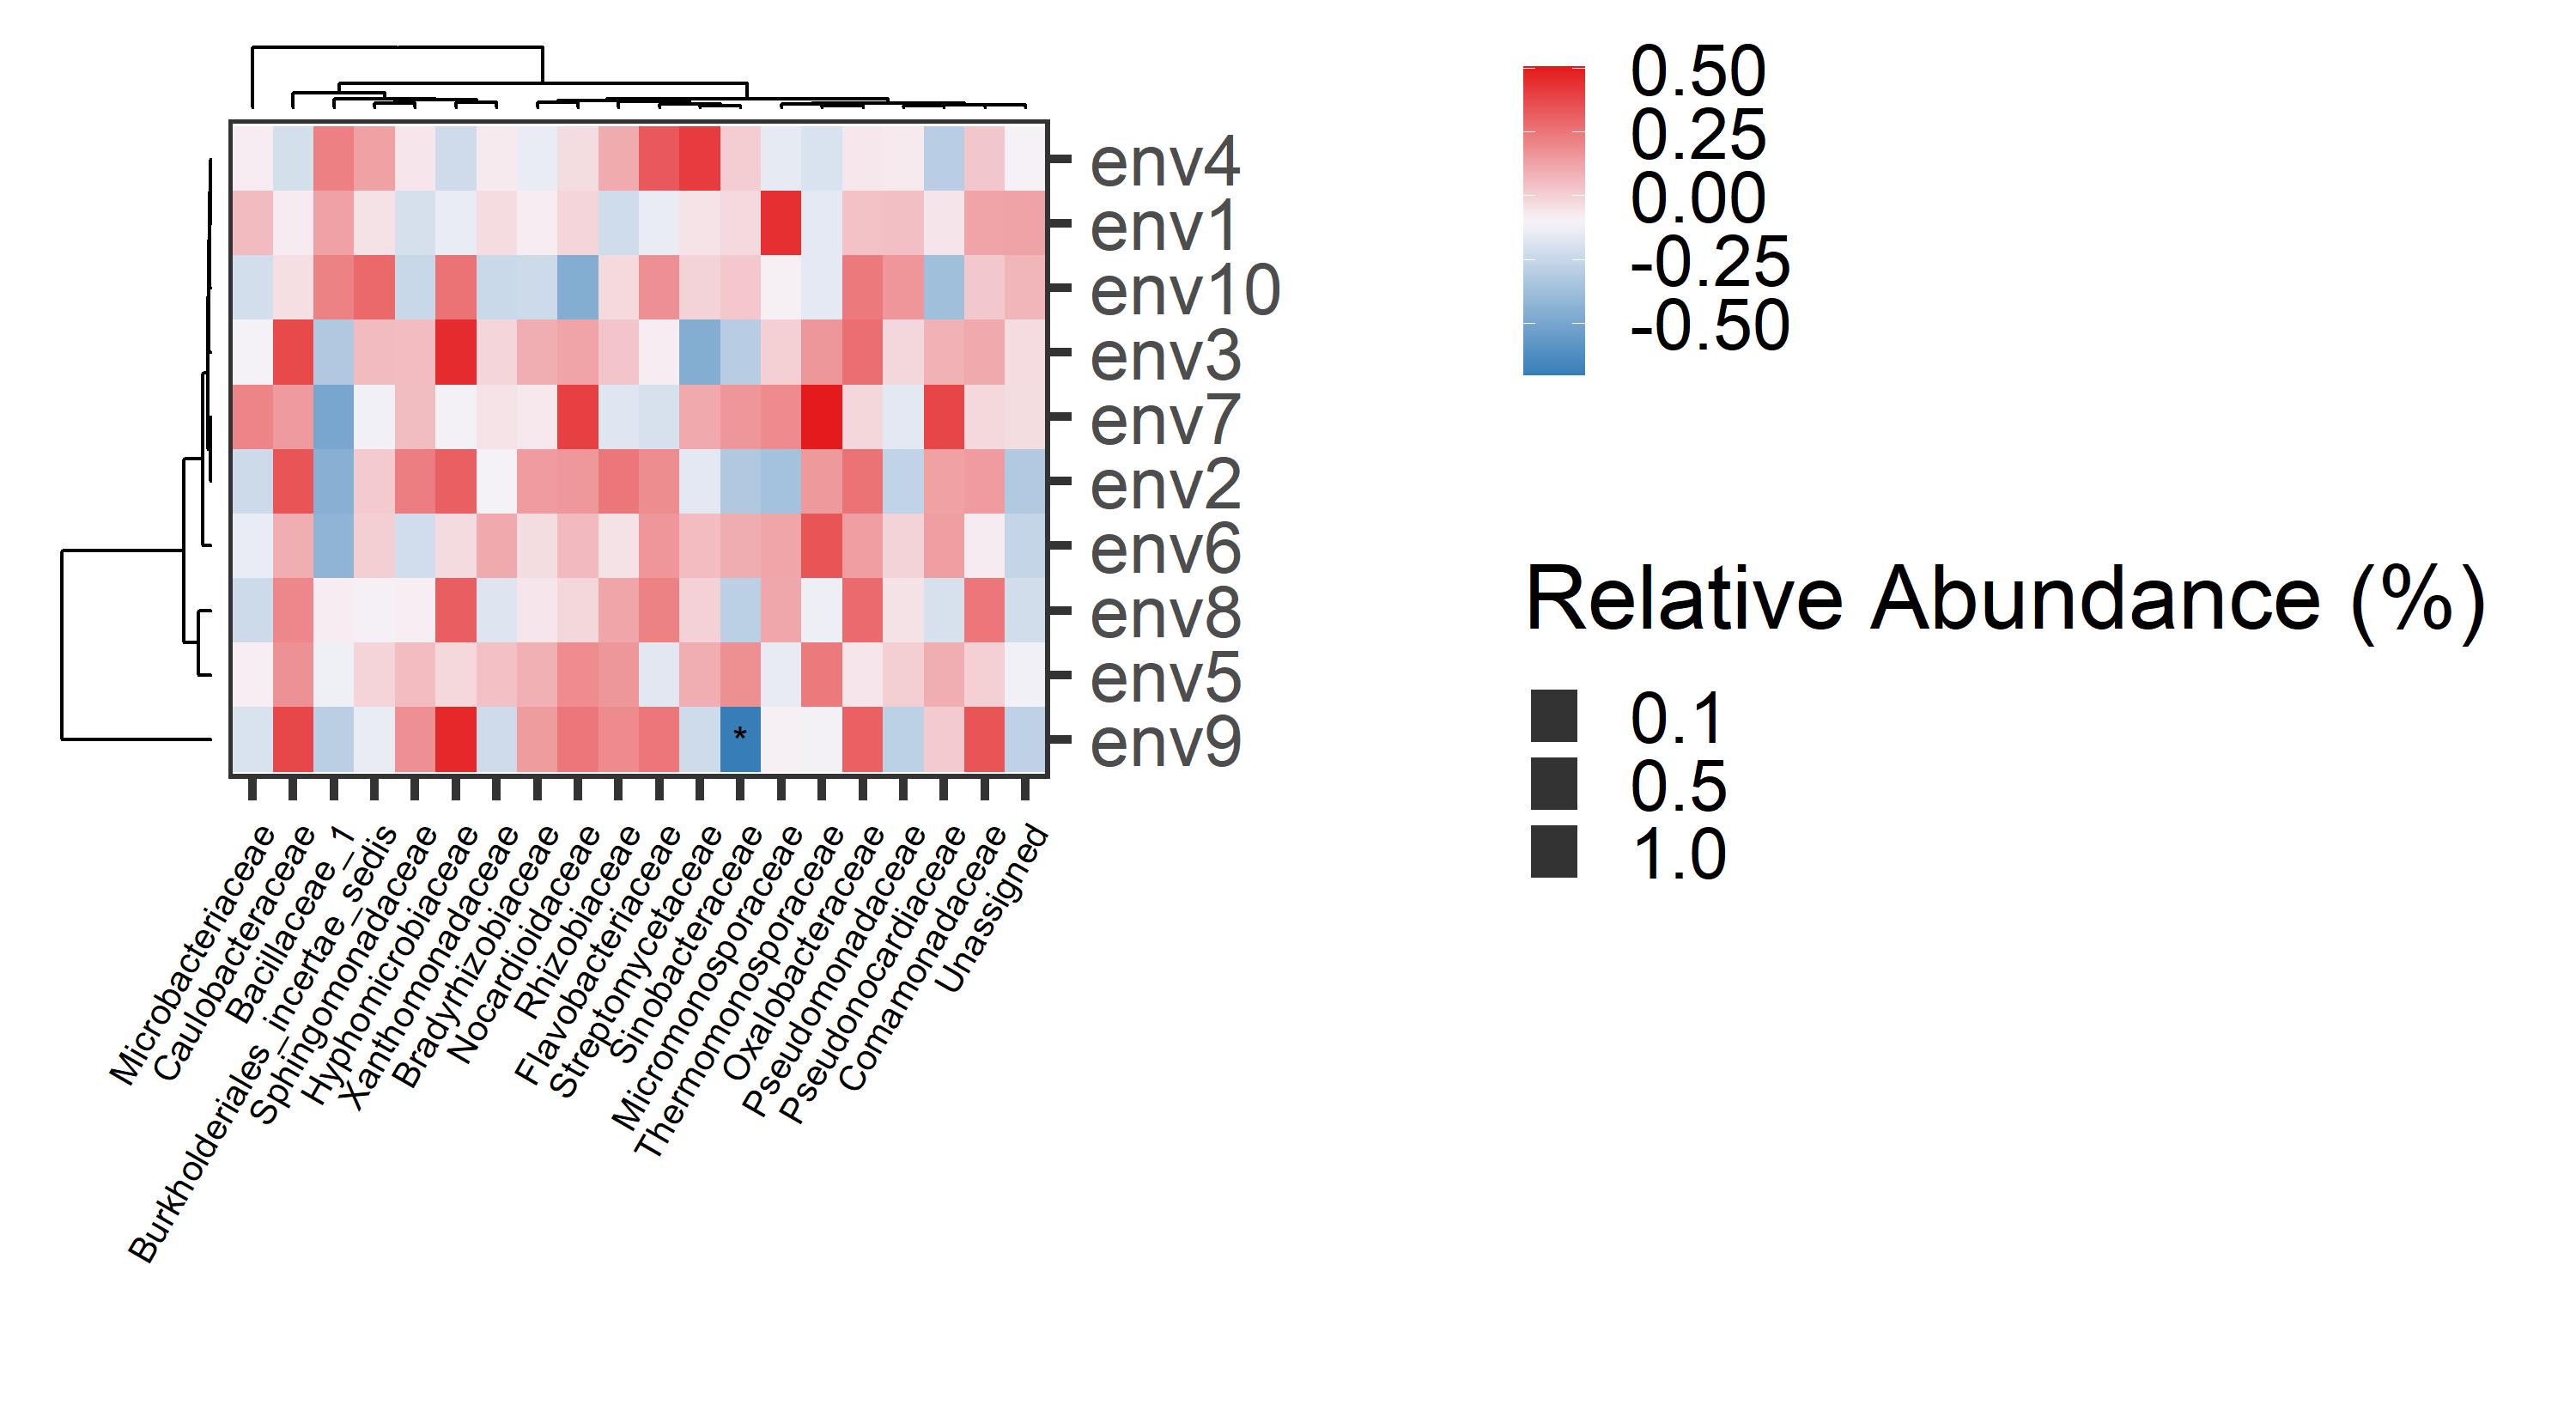 env4
env1
env10
env3
env7
env2
env6
env8
env5
env9
*
Microbacteriaceae
Caulobacteraceae
Bacillaceae_1
Burkholderiales_incertae_sedis
Sphingomonadaceae
Hyphomicrobiaceae
Xanthomonadaceae
Bradyrhizobiaceae
Nocardioidaceae
Rhizobiaceae
Flavobacteriaceae
Streptomycetaceae
Sinobacteraceae
Micromonosporaceae
Thermomonosporaceae
Oxalobacteraceae
Pseudomonadaceae
Pseudonocardiaceae
Comamonadaceae
Unassigned
0.50
0.25
0.00
-0.25
-0.50
Relative Abundance (%)
0.1
0.5
1.0